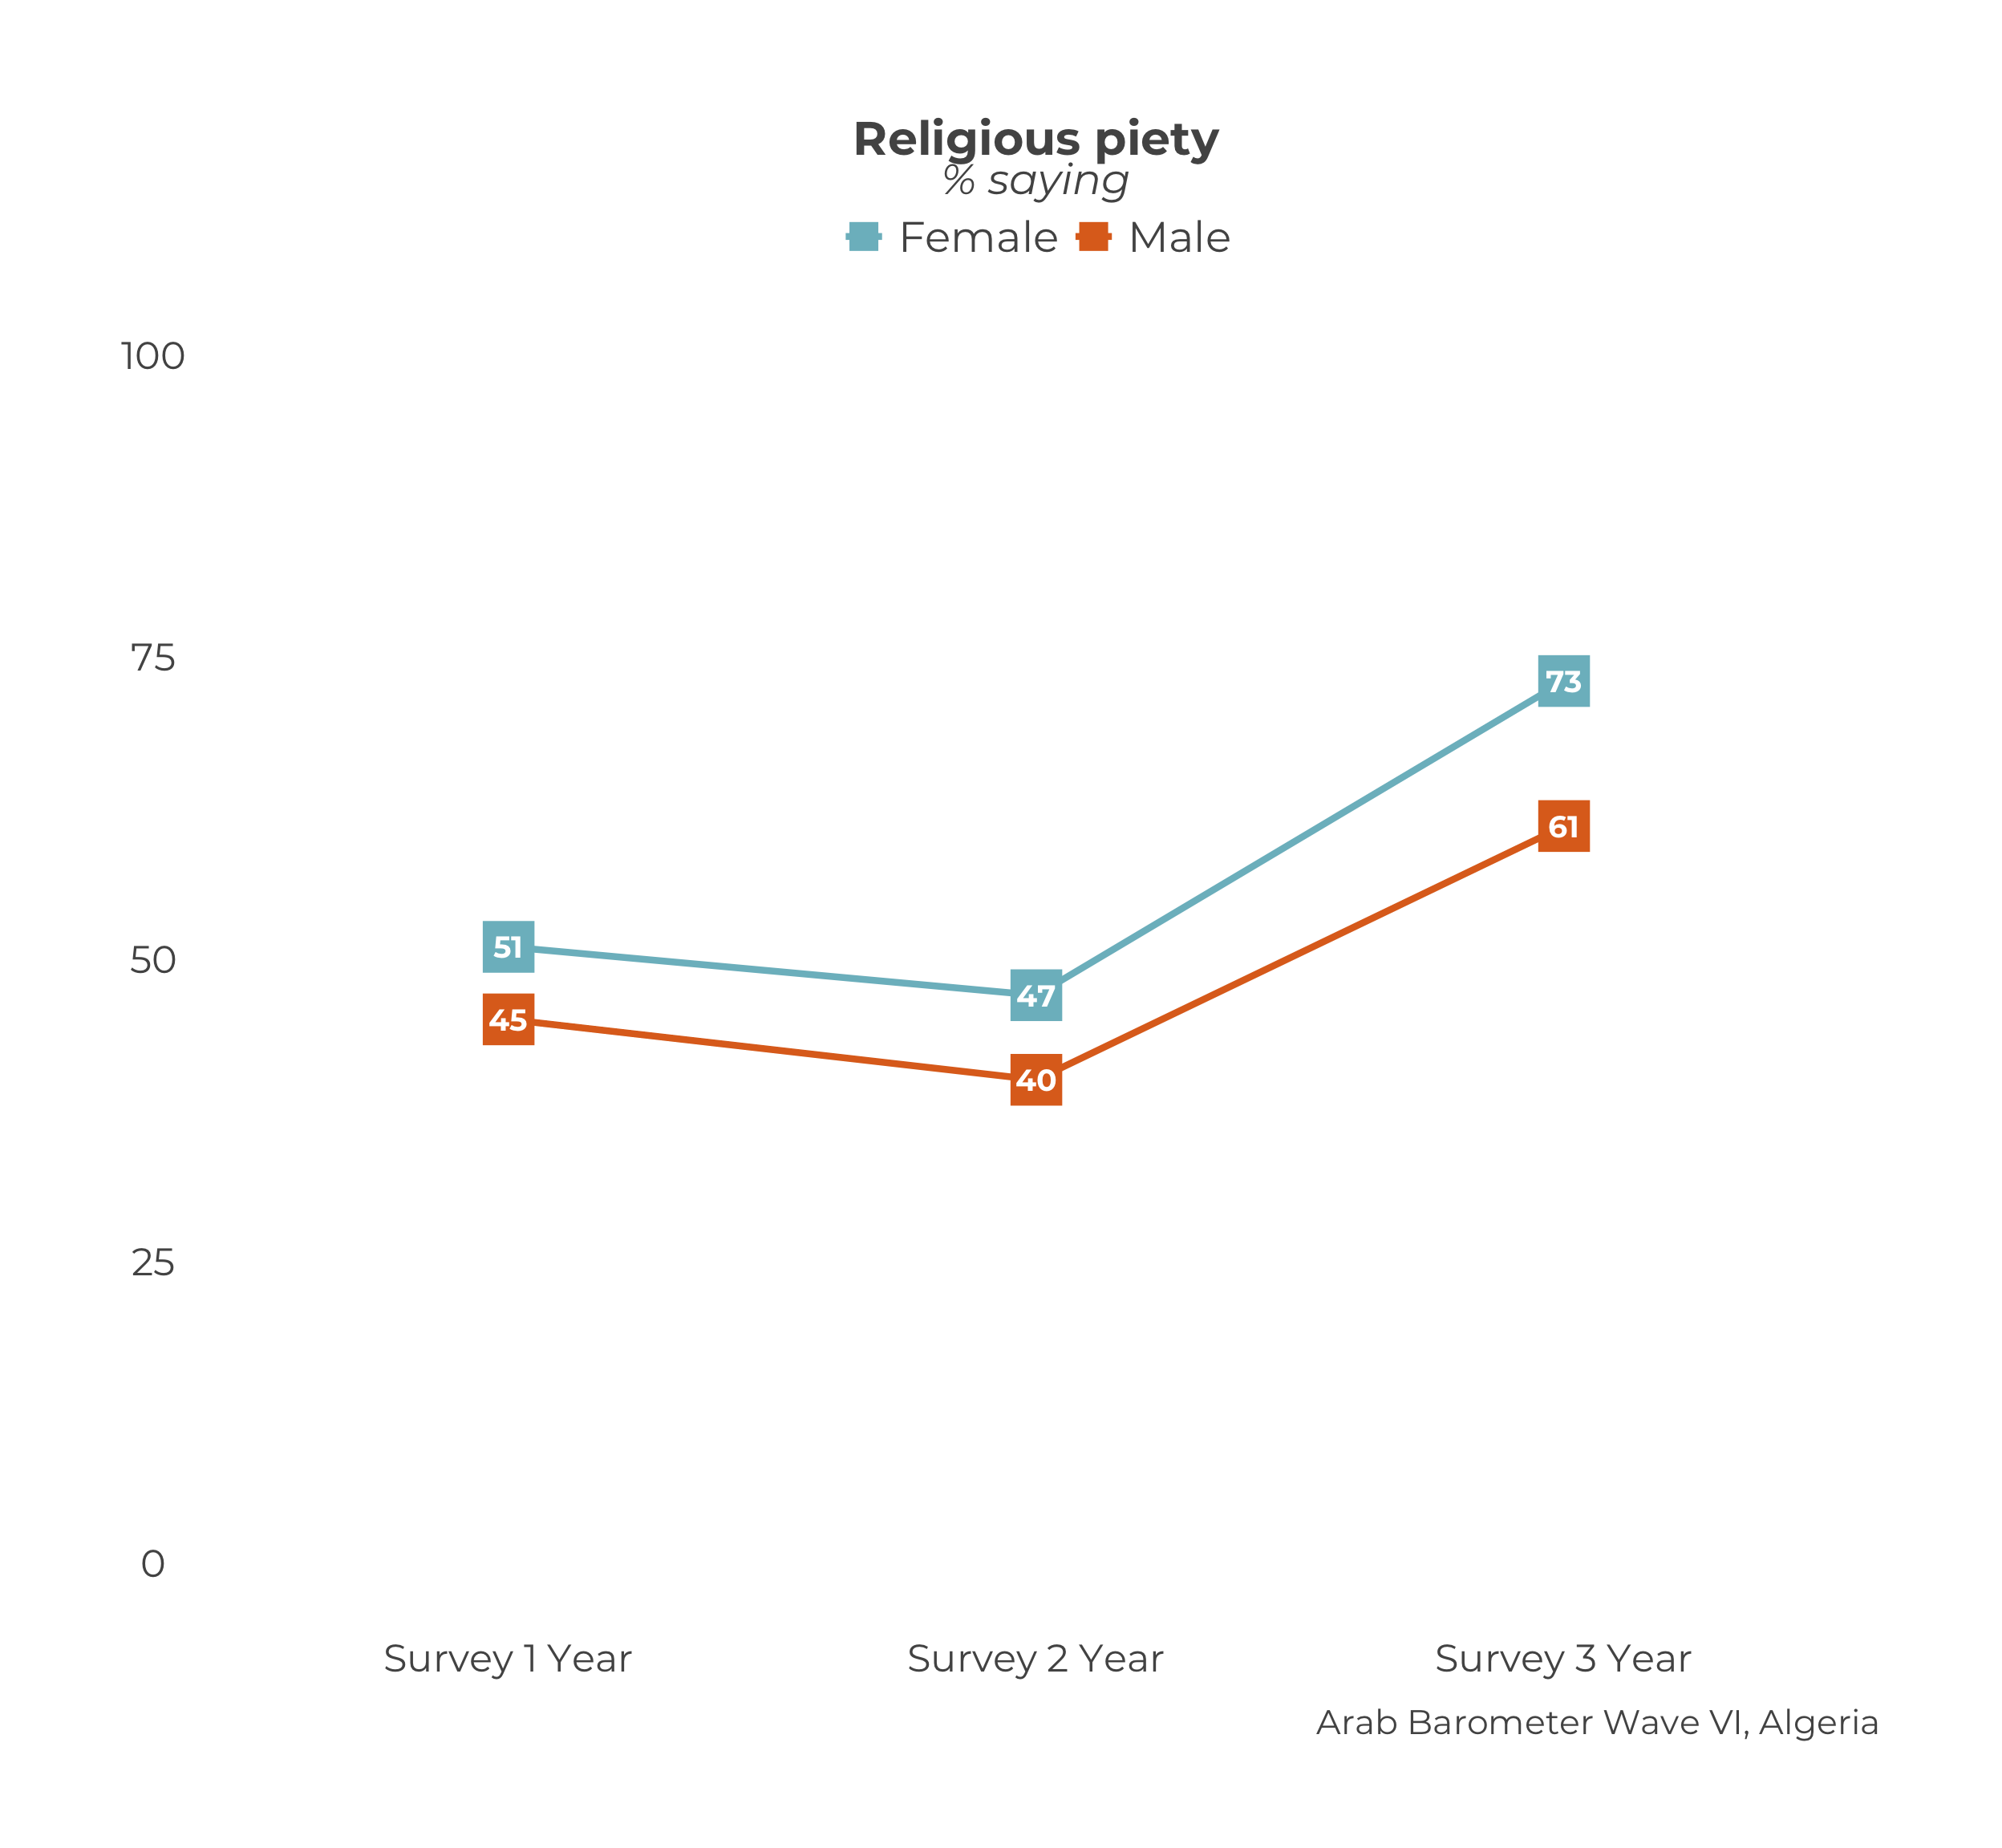 Religious piety
% saying
Female Male
100
75
50
25
0
73
61
51
47
45
40
Survey 1 Year Survey 2 Year Survey 3 Year
Arab Barometer Wave VI, Algeria